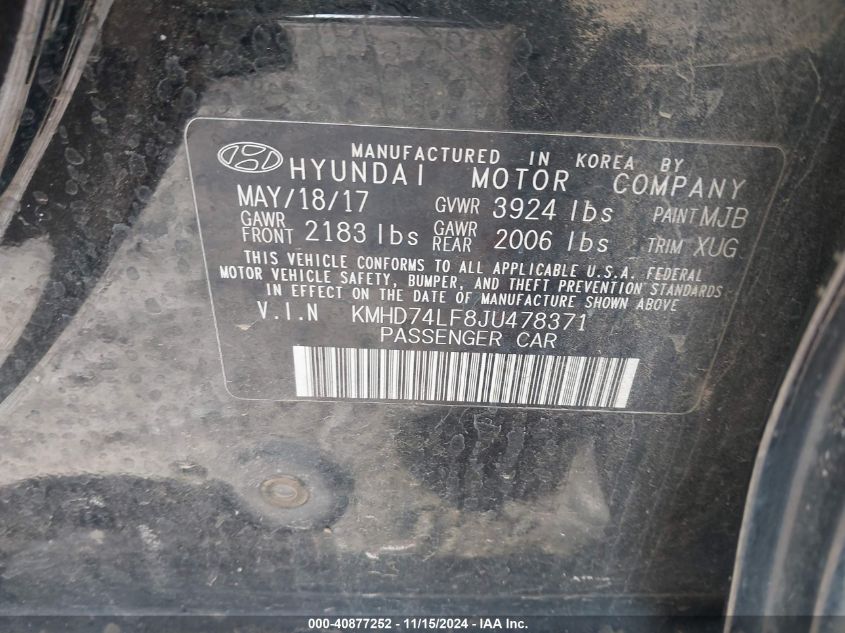 MANUFACTURED IN KOREA BY
HYUNDAI MOTOR COMPANY
MAY/18/17 GVWR 3924 lbs PAINT MJB
GAWR FRONT 2183 lbs GAWR REAR 2006 lbs TRIM XUG
THIS VEHICLE CONFORMS TO ALL APPLICABLE U.S.A. FEDERAL
MOTOR VEHICLE SAFETY, BUMPER, AND THEFT PREVENTION STANDARDS
IN EFFECT ON THE DATE OF MANUFACTURE SHOWN ABOVE
V.I.N KMHD74LF8JU478371
PASSENGER CAR
000-40877252 - 11/15/2024 - IAA Inc.